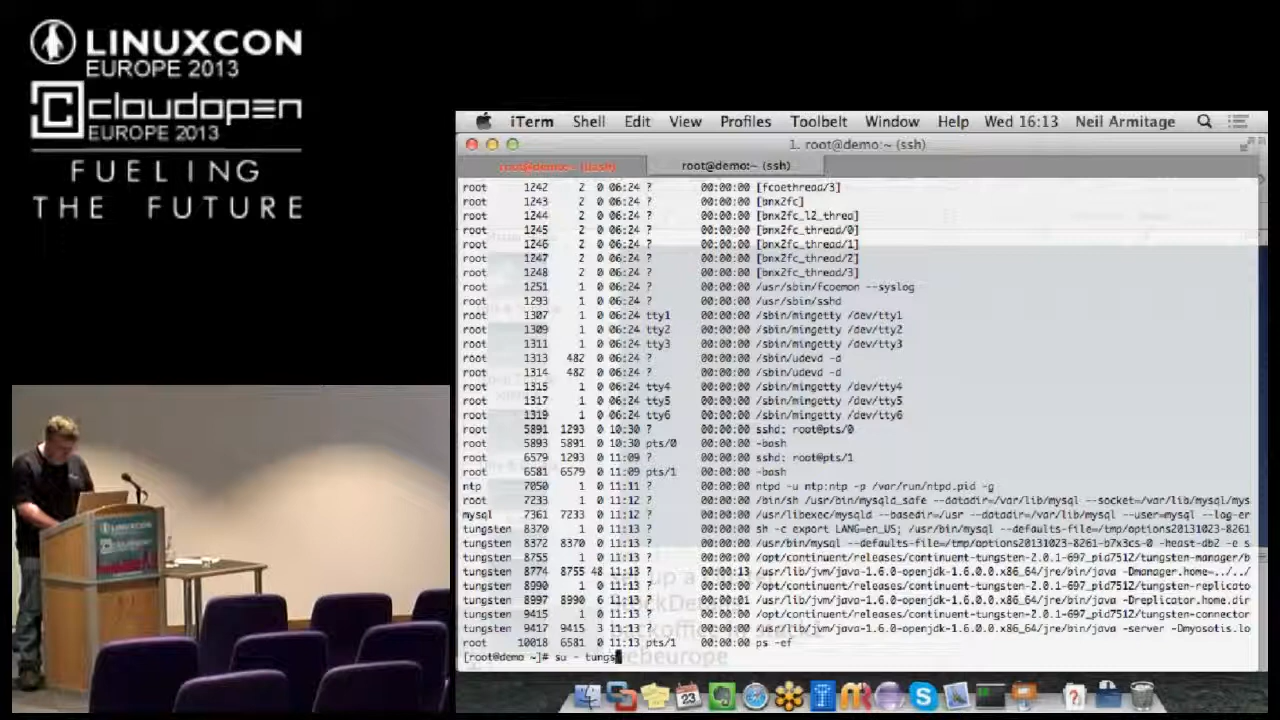 LINUXCON
EUROPE 2013
cloudopen
EUROPE 2013
FUELING
THE FUTURE
iTerm Shell Edit View Profiles Toolbelt Window Help Wed 16:13 Neil Armitage
1. root@demo:~ (ssh)
root@demo:~ (bash) root@demo:~ (ssh)
root 1242 2 0 06:24 ? 00:00:00 [fcoethread/3]
root 1243 2 0 06:24 ? 00:00:00 [bnx2fc]
root 1244 2 0 06:24 ? 00:00:00 [bnx2fc_l2_threa]
root 1245 2 0 06:24 ? 00:00:00 [bnx2fc_thread/0]
root 1246 2 0 06:24 ? 00:00:00 [bnx2fc_thread/1]
root 1247 2 0 06:24 ? 00:00:00 [bnx2fc_thread/2]
root 1248 2 0 06:24 ? 00:00:00 [bnx2fc_thread/3]
root 1251 1 0 06:24 ? 00:00:00 /usr/sbin/fcoemon --syslog
root 1293 1 0 06:24 ? 00:00:00 /usr/sbin/sshd
root 1307 1 0 06:24 tty1 00:00:00 /sbin/mingetty /dev/tty1
root 1309 1 0 06:24 tty2 00:00:00 /sbin/mingetty /dev/tty2
root 1311 1 0 06:24 tty3 00:00:00 /sbin/mingetty /dev/tty3
root 1313 482 0 06:24 ? 00:00:00 /sbin/udevd -d
root 1314 482 0 06:24 ? 00:00:00 /sbin/udevd -d
root 1315 1 0 06:24 tty4 00:00:00 /sbin/mingetty /dev/tty4
root 1317 1 0 06:24 tty5 00:00:00 /sbin/mingetty /dev/tty5
root 1319 1 0 06:24 tty6 00:00:00 /sbin/mingetty /dev/tty6
root 5891 1293 0 10:30 ? 00:00:00 sshd: root@pts/0
root 5893 5891 0 10:30 pts/0 00:00:00 -bash
root 6579 1293 0 11:09 ? 00:00:00 sshd: root@pts/1
root 6581 6579 0 11:09 pts/1 00:00:00 -bash
ntp 7050 1 0 11:11 ? 00:00:00 ntpd -u ntp:ntp -p /var/run/ntpd.pid -g
root 7233 1 0 11:12 ? 00:00:00 /bin/sh /usr/bin/mysqld_safe --datadir=/var/lib/mysql --socket=/var/lib/mysql/mys
mysql 7361 7233 0 11:12 ? 00:00:00 /usr/libexec/mysqld --basedir=/usr --datadir=/var/lib/mysql --user=mysql --log-er
tungsten 8370 1 0 11:13 ? 00:00:00 sh -c export LANG=en_US; /usr/bin/mysql --defaults-file=/tmp/options20131023-8261
tungsten 8372 8370 0 11:13 ? 00:00:00 /usr/bin/mysql --defaults-file=/tmp/options20131023-8261-b7x3cs-0 -host-db2 -e s
tungsten 8755 1 0 11:13 ? 00:00:00 /opt/continuent/releases/continuent-tungsten-2.0.1-697_pid7512/tungsten-manager/b
tungsten 8774 8755 48 11:13 ? 00:00:13 /usr/lib/jvm/java-1.6.0-openjdk-1.6.0.0.x86_64/jre/bin/java -Dmanager.home=../../
tungsten 8990 1 0 11:13 ? 00:00:00 /opt/continuent/releases/continuent-tungsten-2.0.1-697_pid7512/tungsten-replicato
tungsten 8997 8990 6 11:13 ? 00:00:01 /usr/lib/jvm/java-1.6.0-openjdk-1.6.0.0.x86_64/jre/bin/java -Dreplicator.home.dir
tungsten 9415 1 0 11:13 ? 00:00:00 /opt/continuent/releases/continuent-tungsten-2.0.1-697_pid7512/tungsten-connector
tungsten 9417 9415 3 11:13 ? 00:00:00 /usr/lib/jvm/java-1.6.0-openjdk-1.6.0.0.x86_64/jre/bin/java -server -Dmyosotis.lo
root 10018 6581 0 11:13 pts/1 00:00:00 ps -ef
[root@demo ~]# su - tungs